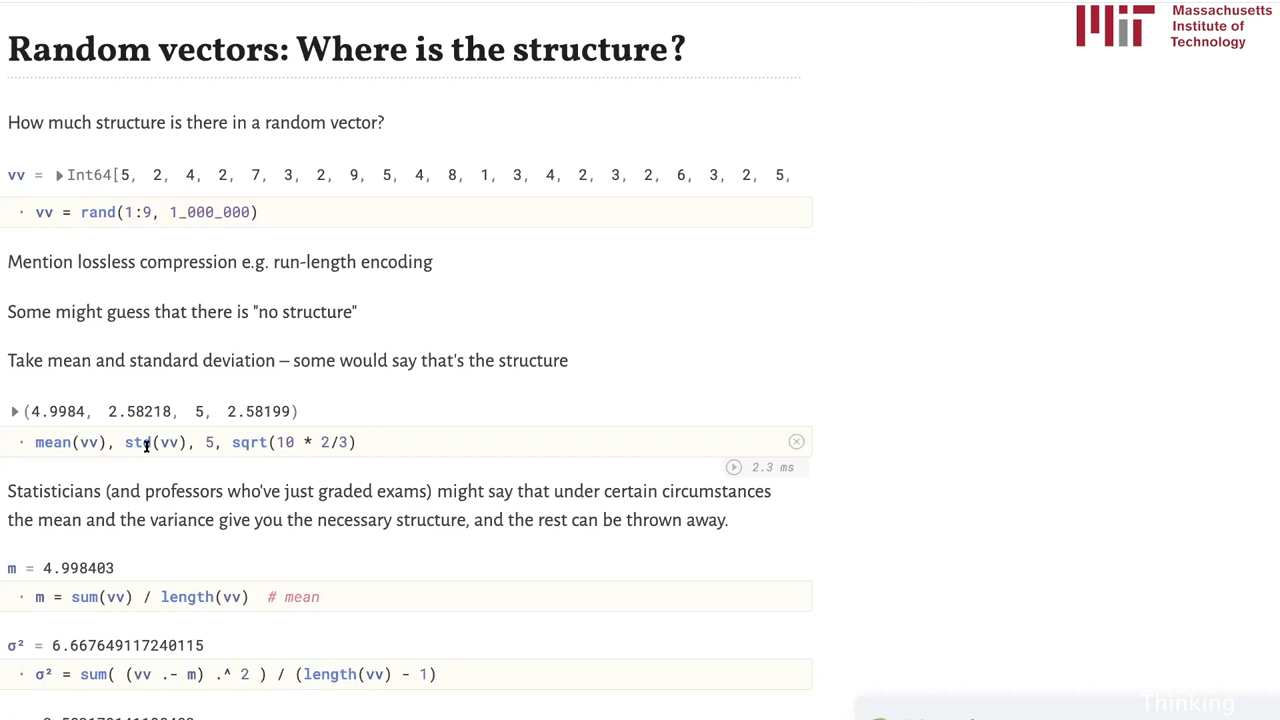 Massachusetts
Institute of
Technology
Random vectors: Where is the structure?
How much structure is there in a random vector?
vv = ▶Int64[5, 2, 4, 2, 7, 3, 2, 9, 5, 4, 8, 1, 3, 4, 2, 3, 2, 6, 3, 2, 5,
· vv = rand(1:9, 1_000_000)
Mention lossless compression e.g. run-length encoding
Some might guess that there is "no structure"
Take mean and standard deviation – some would say that's the structure
▶(4.9984, 2.58218, 5, 2.58199)
· mean(vv), std(vv), 5, sqrt(10 * 2/3)
2.3 ms
Statisticians (and professors who've just graded exams) might say that under certain circumstances
the mean and the variance give you the necessary structure, and the rest can be thrown away.
m = 4.998403
· m = sum(vv) / length(vv) # mean
σ² = 6.667649117240115
· σ² = sum( (vv .- m) .^ 2 ) / (length(vv) - 1)
Thinking